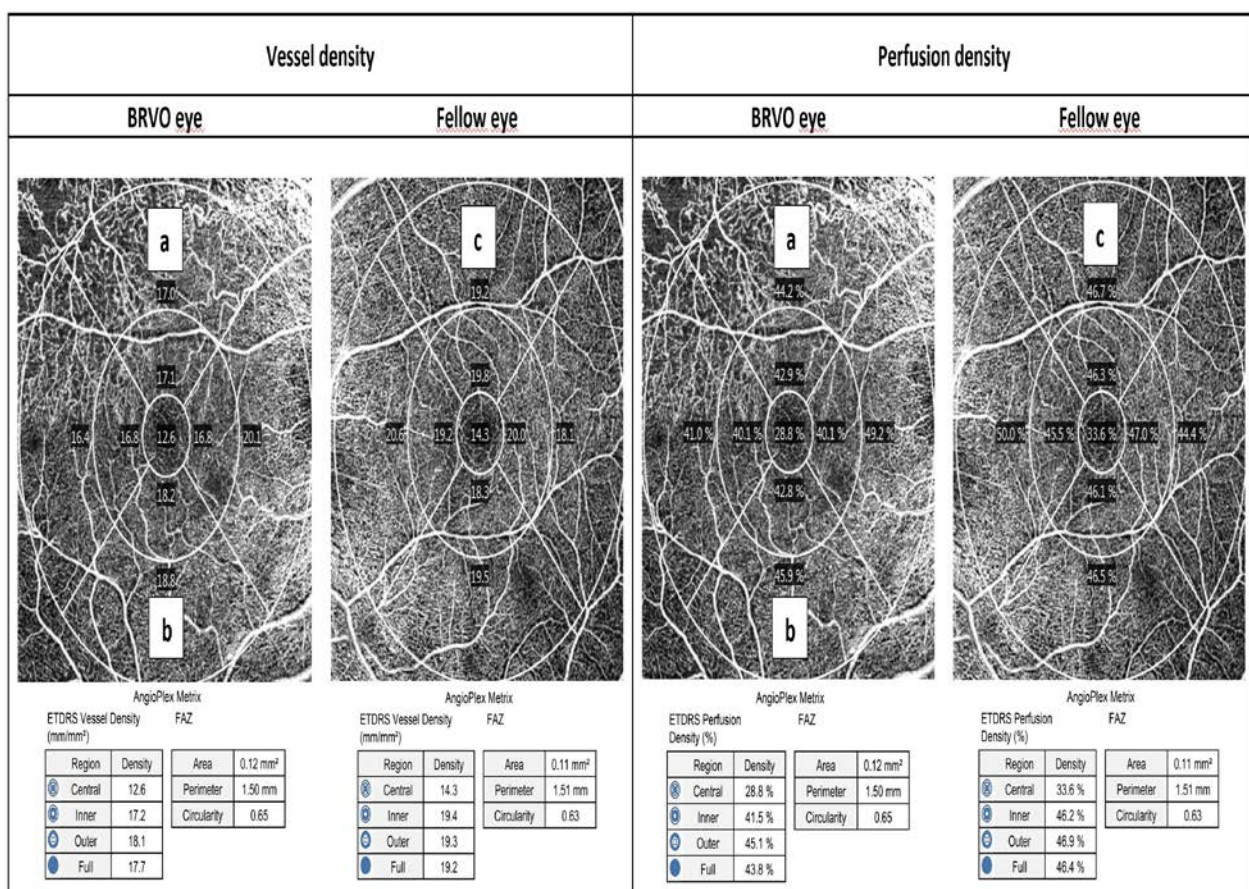 Vessel density
Perfusion density
BRVO eye
Fellow eye
BRVO eye
Fellow eye
a
17.0
17.1
16.4 16.8 12.6 16.8 20.1
18.2
18.8
b
c
19.2
19.8
20.6 19.2 14.3 20.0 18.1
18.3
19.5
a
44.2 %
42.9 %
41.0 % 40.1 % 28.8 % 40.1 % 49.2 %
42.8 %
45.9 %
b
c
46.7 %
46.3 %
50.0 % 45.5 % 33.6 % 47.0 % 44.4 %
46.1 %
46.5 %
AngioPlex Metrix
ETDRS Vessel Density
(mm/mm²)
FAZ
Region Density
Central 12.6
Inner 17.2
Outer 18.1
Full 17.7
Area 0.12 mm²
Perimeter 1.50 mm
Circularity 0.65
AngioPlex Metrix
ETDRS Vessel Density
(mm/mm²)
FAZ
Region Density
Central 14.3
Inner 19.4
Outer 19.3
Full 19.2
Area 0.11 mm²
Perimeter 1.51 mm
Circularity 0.63
AngioPlex Metrix
ETDRS Perfusion
Density (%)
FAZ
Region Density
Central 28.8 %
Inner 41.5 %
Outer 45.1 %
Full 43.8 %
Area 0.12 mm²
Perimeter 1.50 mm
Circularity 0.65
AngioPlex Metrix
ETDRS Perfusion
Density (%)
FAZ
Region Density
Central 33.6 %
Inner 46.2 %
Outer 46.9 %
Full 46.4 %
Area 0.11 mm²
Perimeter 1.51 mm
Circularity 0.63